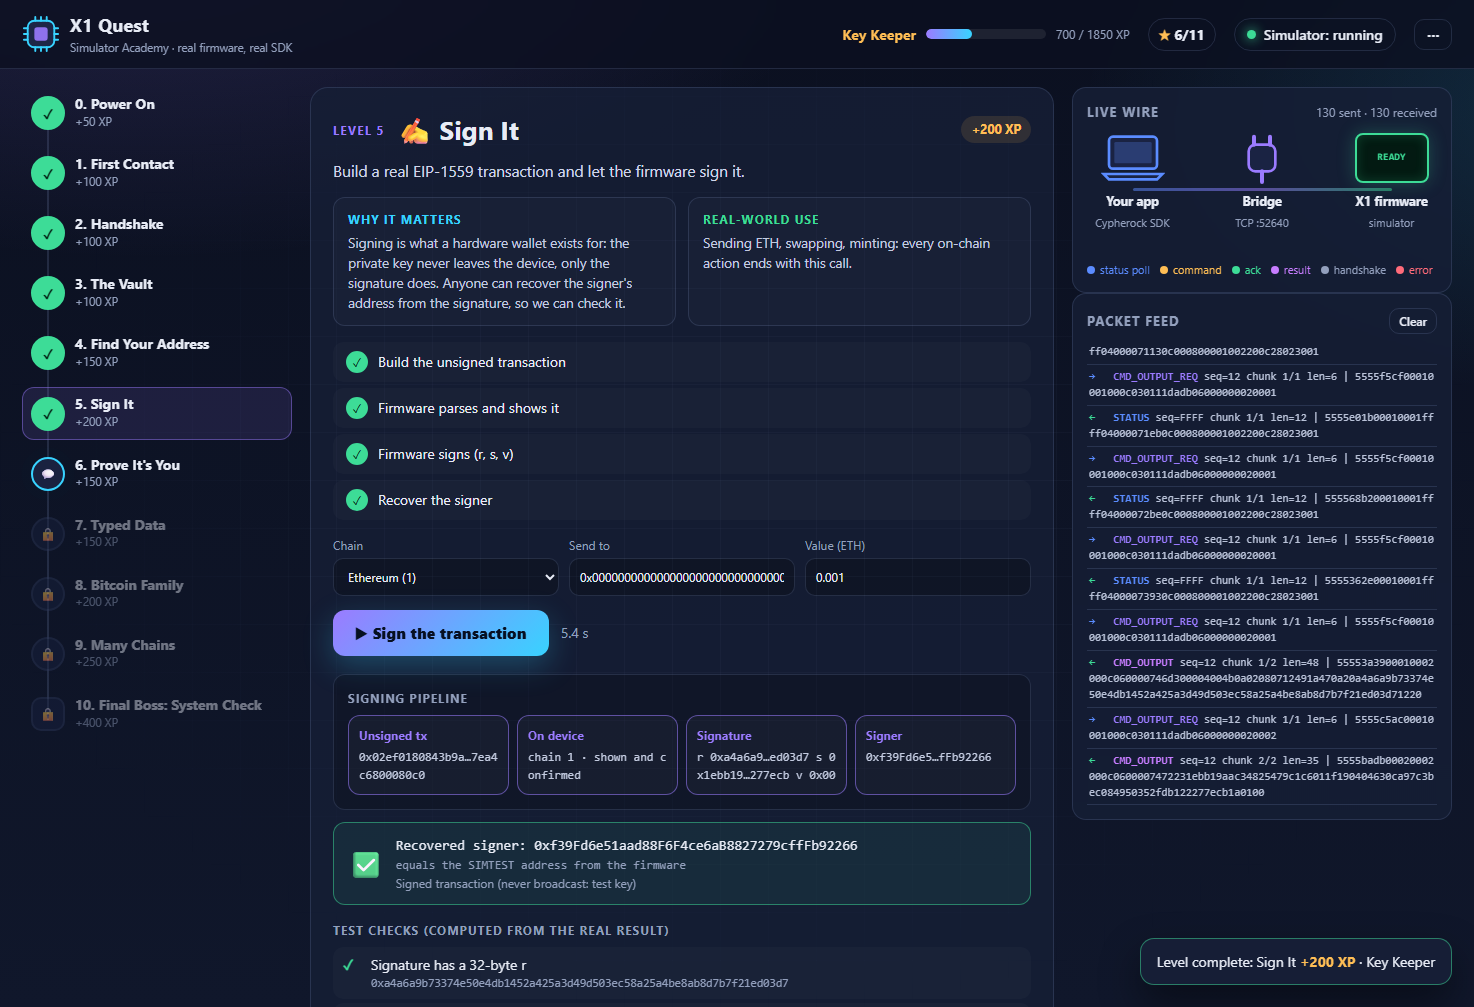 X1 Quest
Simulator Academy · real firmware, real SDK
Key Keeper
700 / 1850 XP
★ 6/11
Simulator: running
---
0. Power On
+50 XP
1. First Contact
+100 XP
2. Handshake
+100 XP
3. The Vault
+100 XP
4. Find Your Address
+150 XP
5. Sign It
+200 XP
6. Prove It's You
+150 XP
7. Typed Data
+150 XP
8. Bitcoin Family
+200 XP
9. Many Chains
+250 XP
10. Final Boss: System Check
+400 XP
LEVEL 5
Sign It
+200 XP
Build a real EIP-1559 transaction and let the firmware sign it.
WHY IT MATTERS
Signing is what a hardware wallet exists for: the
private key never leaves the device, only the
signature does. Anyone can recover the signer's
address from the signature, so we can check it.
REAL-WORLD USE
Sending ETH, swapping, minting: every on-chain
action ends with this call.
Build the unsigned transaction
Firmware parses and shows it
Firmware signs (r, s, v)
Recover the signer
Chain
Send to
Value (ETH)
Ethereum (1)
0.001
▶ Sign the transaction
5.4 s
SIGNING PIPELINE
Unsigned tx
0x02ef0180843b9a…7ea4
c6800080c0
On device
chain 1 · shown and c
onfirmed
Signature
r 0xa4a6a9…ed03d7 s 0
x1ebb19…277ecb v 0x00
Signer
0xf39Fd6e5…fFb92266
Recovered signer: 0xf39Fd6e51aad88F6F4ce6aB8827279cffFb92266
equals the SIMTEST address from the firmware
Signed transaction (never broadcast: test key)
TEST CHECKS (COMPUTED FROM THE REAL RESULT)
Signature has a 32-byte r
0xa4a6a9b73374e50e4db1452a425a3d49d503ec58a25a4be8ab8d7b7f21ed03d7
LIVE WIRE
130 sent · 130 received
READY
Your app
Cypherock SDK
Bridge
TCP :52640
X1 firmware
simulator
status poll
command
ack
result
handshake
error
PACKET FEED
Clear
ff04000071130c000800001002200c28023001
→ CMD_OUTPUT_REQ seq=12 chunk 1/1 len=6 | 5555f5cf00010
001000c030111dadb06000000020001
← STATUS seq=FFFF chunk 1/1 len=12 | 5555e01b00010001ff
ff04000071eb0c000800001002200c28023001
→ CMD_OUTPUT_REQ seq=12 chunk 1/1 len=6 | 5555f5cf00010
001000c030111dadb06000000020001
← STATUS seq=FFFF chunk 1/1 len=12 | 555568b200010001ff
ff04000072be0c000800001002200c28023001
→ CMD_OUTPUT_REQ seq=12 chunk 1/1 len=6 | 5555f5cf00010
001000c030111dadb06000000020001
← STATUS seq=FFFF chunk 1/1 len=12 | 5555362e00010001ff
ff04000073930c000800001002200c28023001
→ CMD_OUTPUT_REQ seq=12 chunk 1/1 len=6 | 5555f5cf00010
001000c030111dadb06000000020001
← CMD_OUTPUT seq=12 chunk 1/2 len=48 | 55553a3900010002
000c060000746d300004004b0a02080712491a470a20a4a6a9b73374e
50e4db1452a425a3d49d503ec58a25a4be8ab8d7b7f21ed03d71220
→ CMD_OUTPUT_REQ seq=12 chunk 1/1 len=6 | 5555c5ac00010
001000c030111dadb06000000020002
← CMD_OUTPUT seq=12 chunk 2/2 len=35 | 5555badb00020002
000c0600007472231ebb19aac34825479c1c6011f190404630ca97c3b
ec084950352fdb122277ecb1a0100
Level complete: Sign It +200 XP · Key Keeper